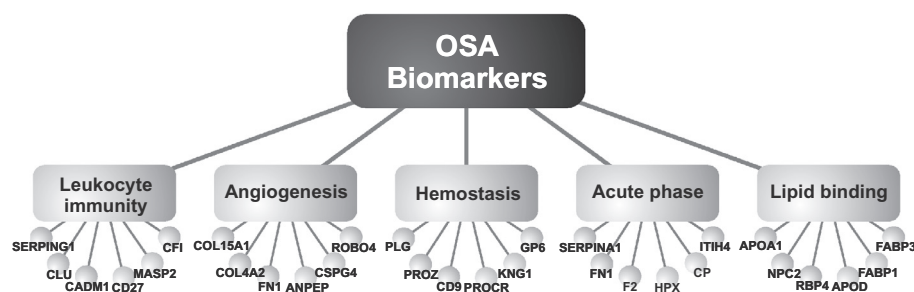 OSA
Biomarkers
Leukocyte
immunity
Angiogenesis
Hemostasis
Acute phase
Lipid binding
SERPING1
CLU
CADM1
CD27
MASP2
CFI
COL15A1
COL4A2
FN1
ANPEP
CSPG4
ROBO4
PLG
PROZ
CD9
PROCR
KNG1
GP6
SERPINA1
FN1
F2
HPX
CP
ITIH4
APOA1
NPC2
RBP4
APOD
FABP1
FABP3